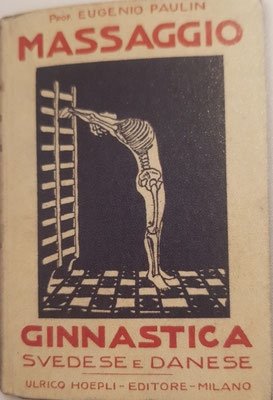 Prof. EUGENIO PAULIN
MASSAGGIO
GINNASTICA
SVEDESE E DANESE
ULRICO HOEPLI - EDITORE - MILANO